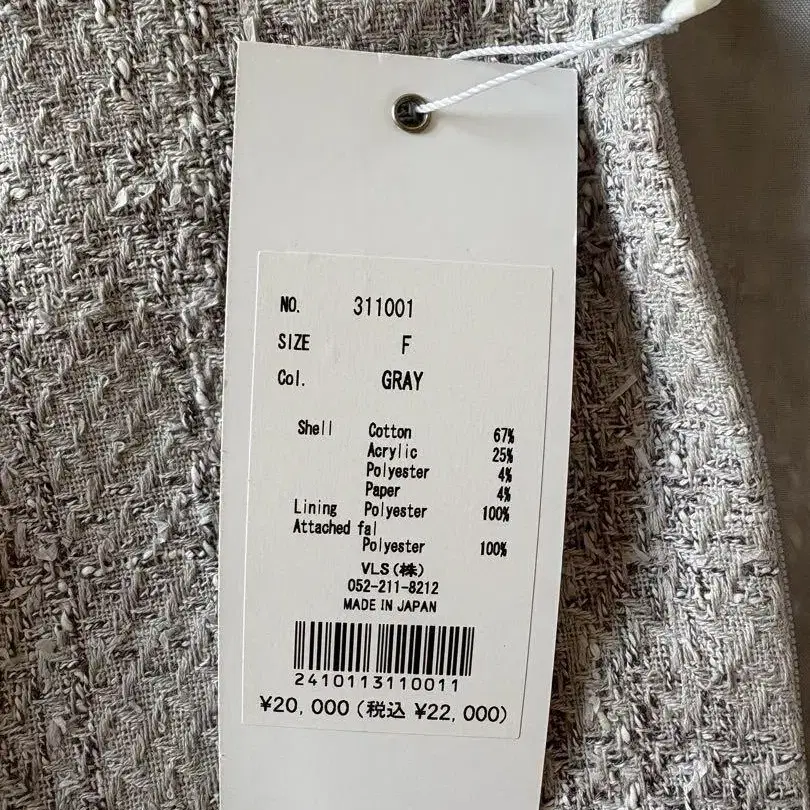 NO. 311001
SIZE F
Col. GRAY
Shell Cotton 67%
Acrylic 25%
Polyester 4%
Paper 4%
Lining Polyester 100%
Attached fal
Polyester 100%
VLS(株)
052-211-8212
MADE IN JAPAN
2410113110011
¥20,000(税込 ¥22,000)